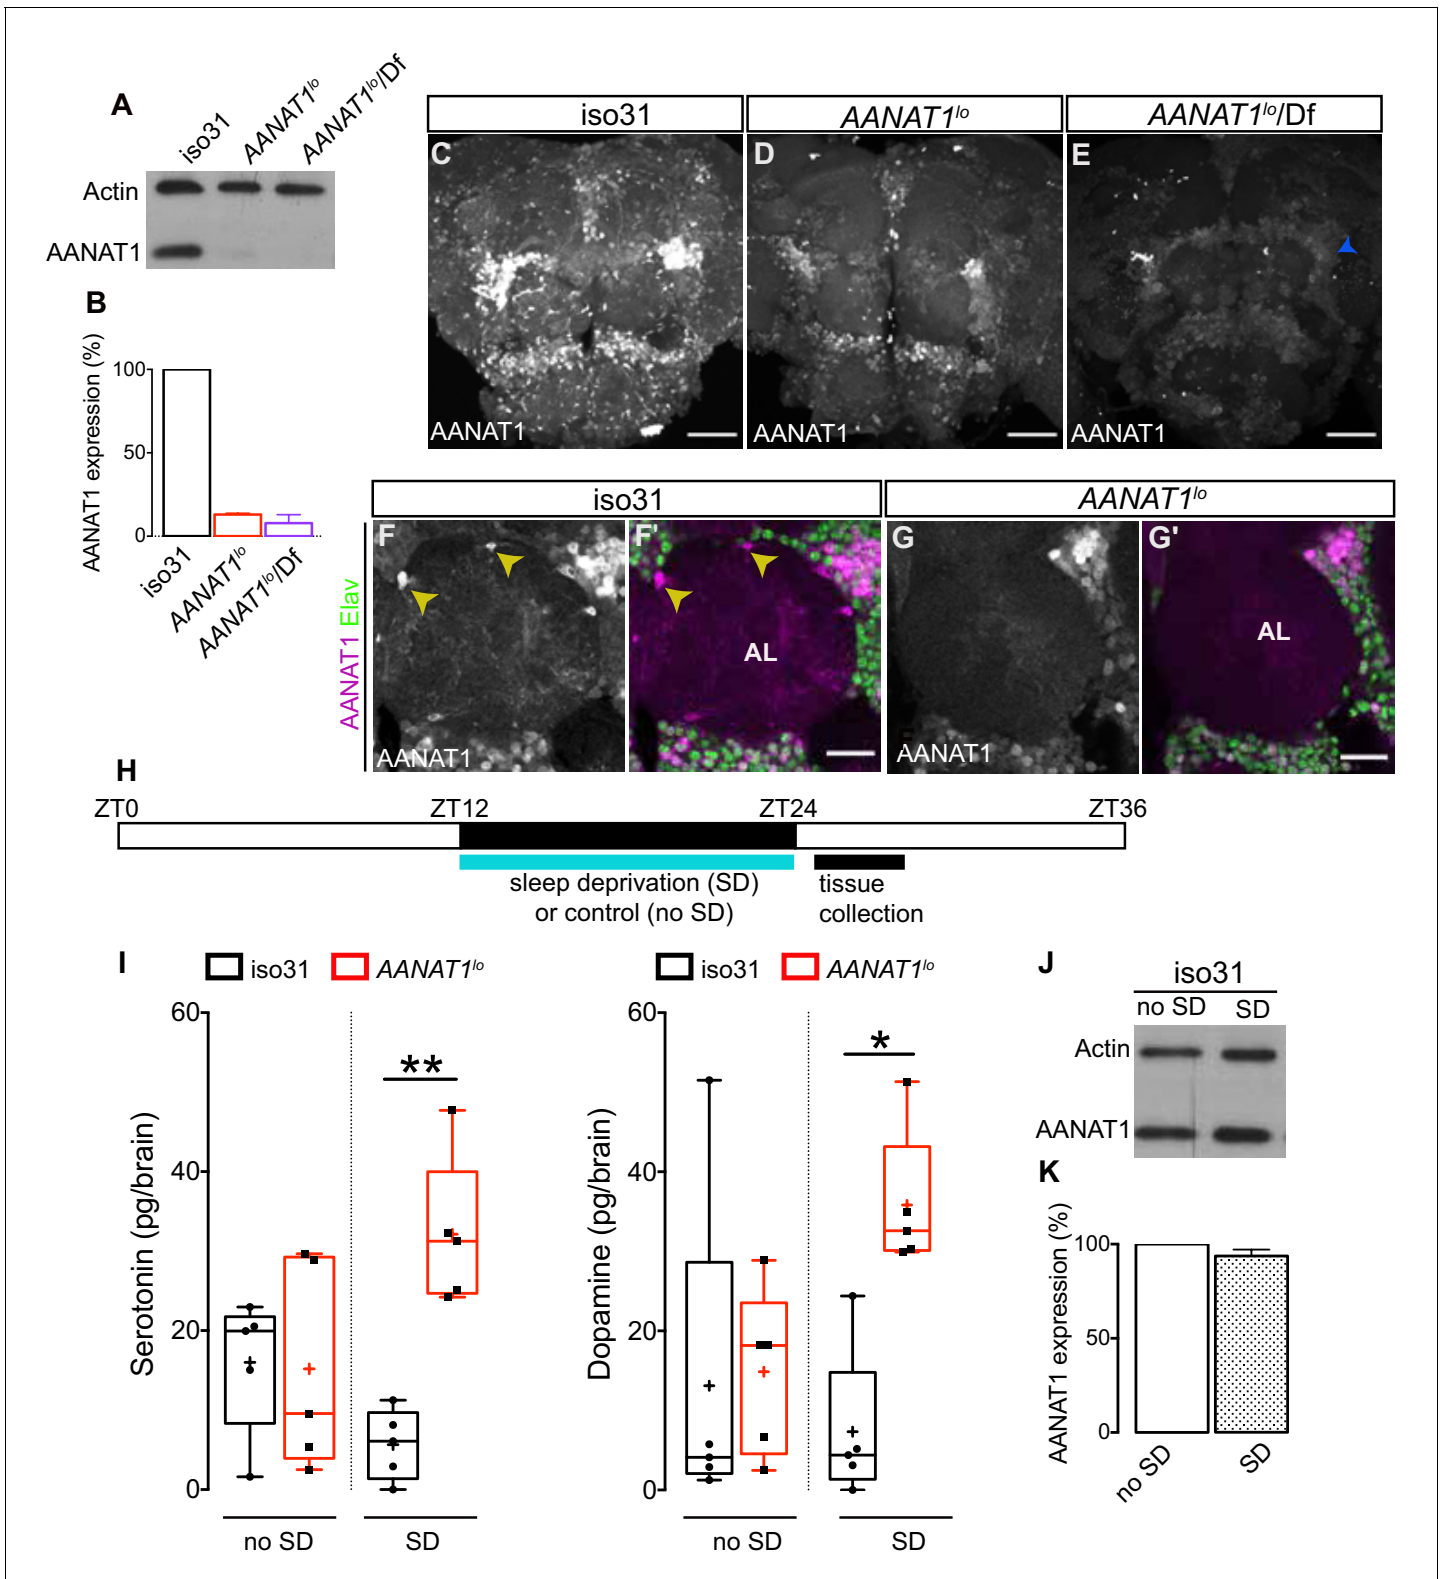 A
iso31
AANAT1lo
AANAT1lo/Df
Actin
AANAT1
B
AANAT1 expression (%)
100
50
0
iso31
AANAT1lo
AANAT1lo/Df
iso31
AANAT1lo
AANAT1lo/Df
C
D
E
AANAT1
AANAT1
AANAT1
iso31
AANAT1lo
AANAT1 Elav
F
F'
G
G'
AL
AL
AANAT1
AANAT1
H
ZT0
ZT12
ZT24
ZT36
sleep deprivation (SD)
or control (no SD)
tissue
collection
I
iso31
AANAT1lo
Serotonin (pg/brain)
60
40
20
0
**
no SD
SD
iso31
AANAT1lo
Dopamine (pg/brain)
60
40
20
0
*
no SD
SD
J
iso31
no SD
SD
Actin
AANAT1
K
AANAT1 expression (%)
100
50
0
no SD
SD